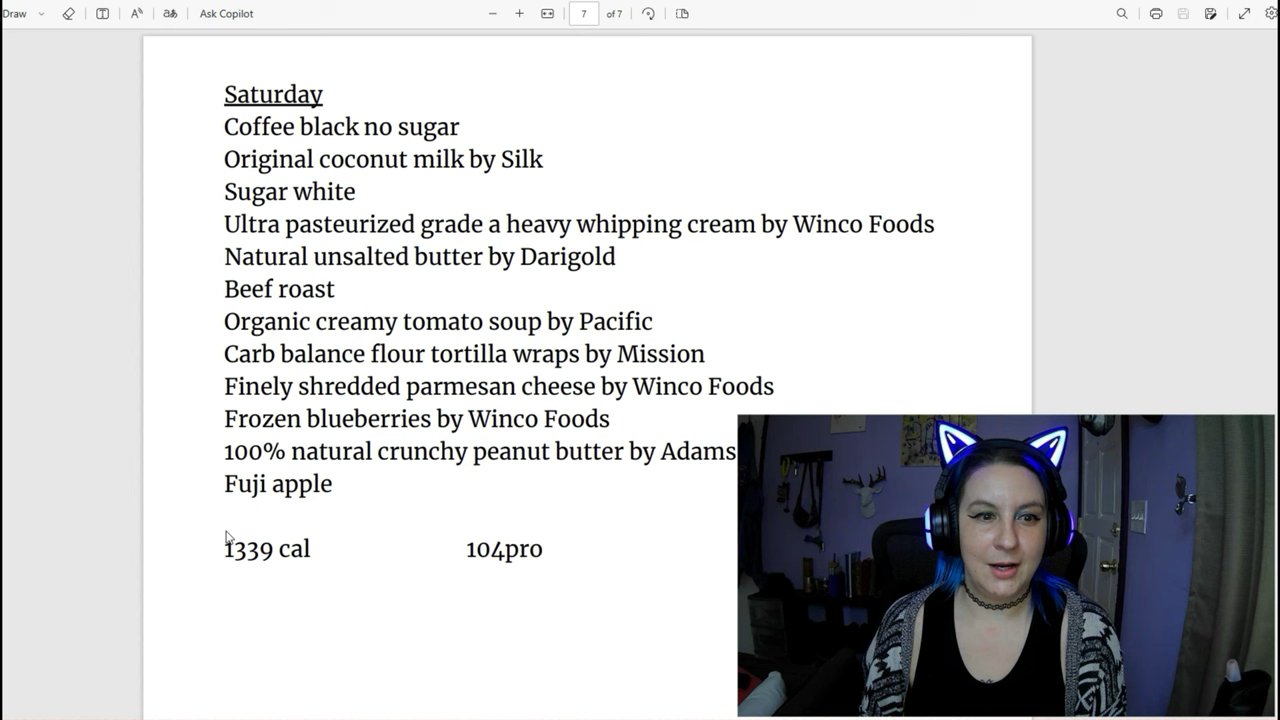 Draw
Ask Copilot
7 of 7
Saturday
Coffee black no sugar
Original coconut milk by Silk
Sugar white
Ultra pasteurized grade a heavy whipping cream by Winco Foods
Natural unsalted butter by Darigold
Beef roast
Organic creamy tomato soup by Pacific
Carb balance flour tortilla wraps by Mission
Finely shredded parmesan cheese by Winco Foods
Frozen blueberries by Winco Foods
100% natural crunchy peanut butter by Adams
Fuji apple
1339 cal 104pro